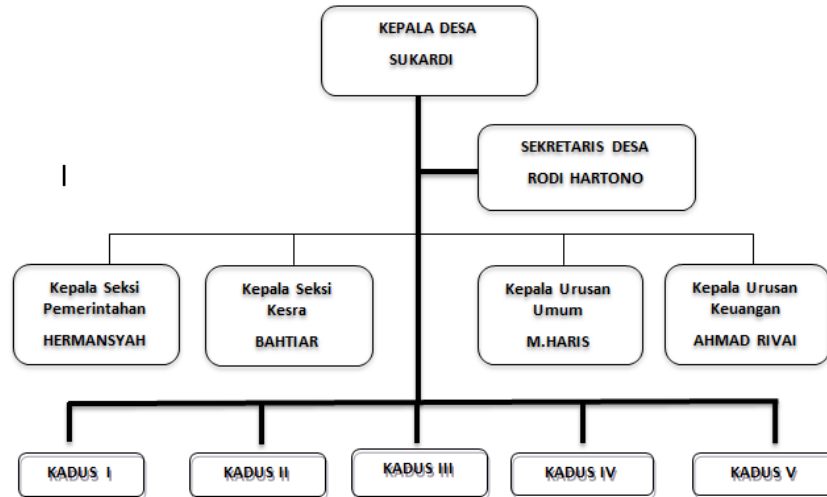 KEPALA DESA
SUKARDI
SEKRETARIS DESA
RODI HARTONO
Kepala Seksi
Pemerintahan
HERMANSYAH
Kepala Seksi
Kesra
BAHTIAR
Kepala Urusan
Umum
M.HARIS
Kepala Urusan
Keuangan
AHMAD RIVAI
KADUS I
KADUS II
KADUS III
KADUS IV
KADUS V